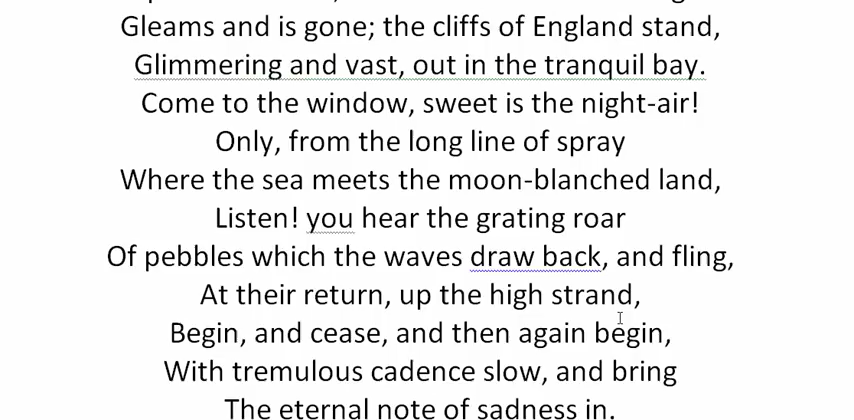 Gleams and is gone; the cliffs of England stand,
Glimmering and vast, out in the tranquil bay.
Come to the window, sweet is the night-air!
Only, from the long line of spray
Where the sea meets the moon-blanched land,
Listen! you hear the grating roar
Of pebbles which the waves draw back, and fling,
At their return, up the high strand,
Begin, and cease, and then again begin,
With tremulous cadence slow, and bring
The eternal note of sadness in.